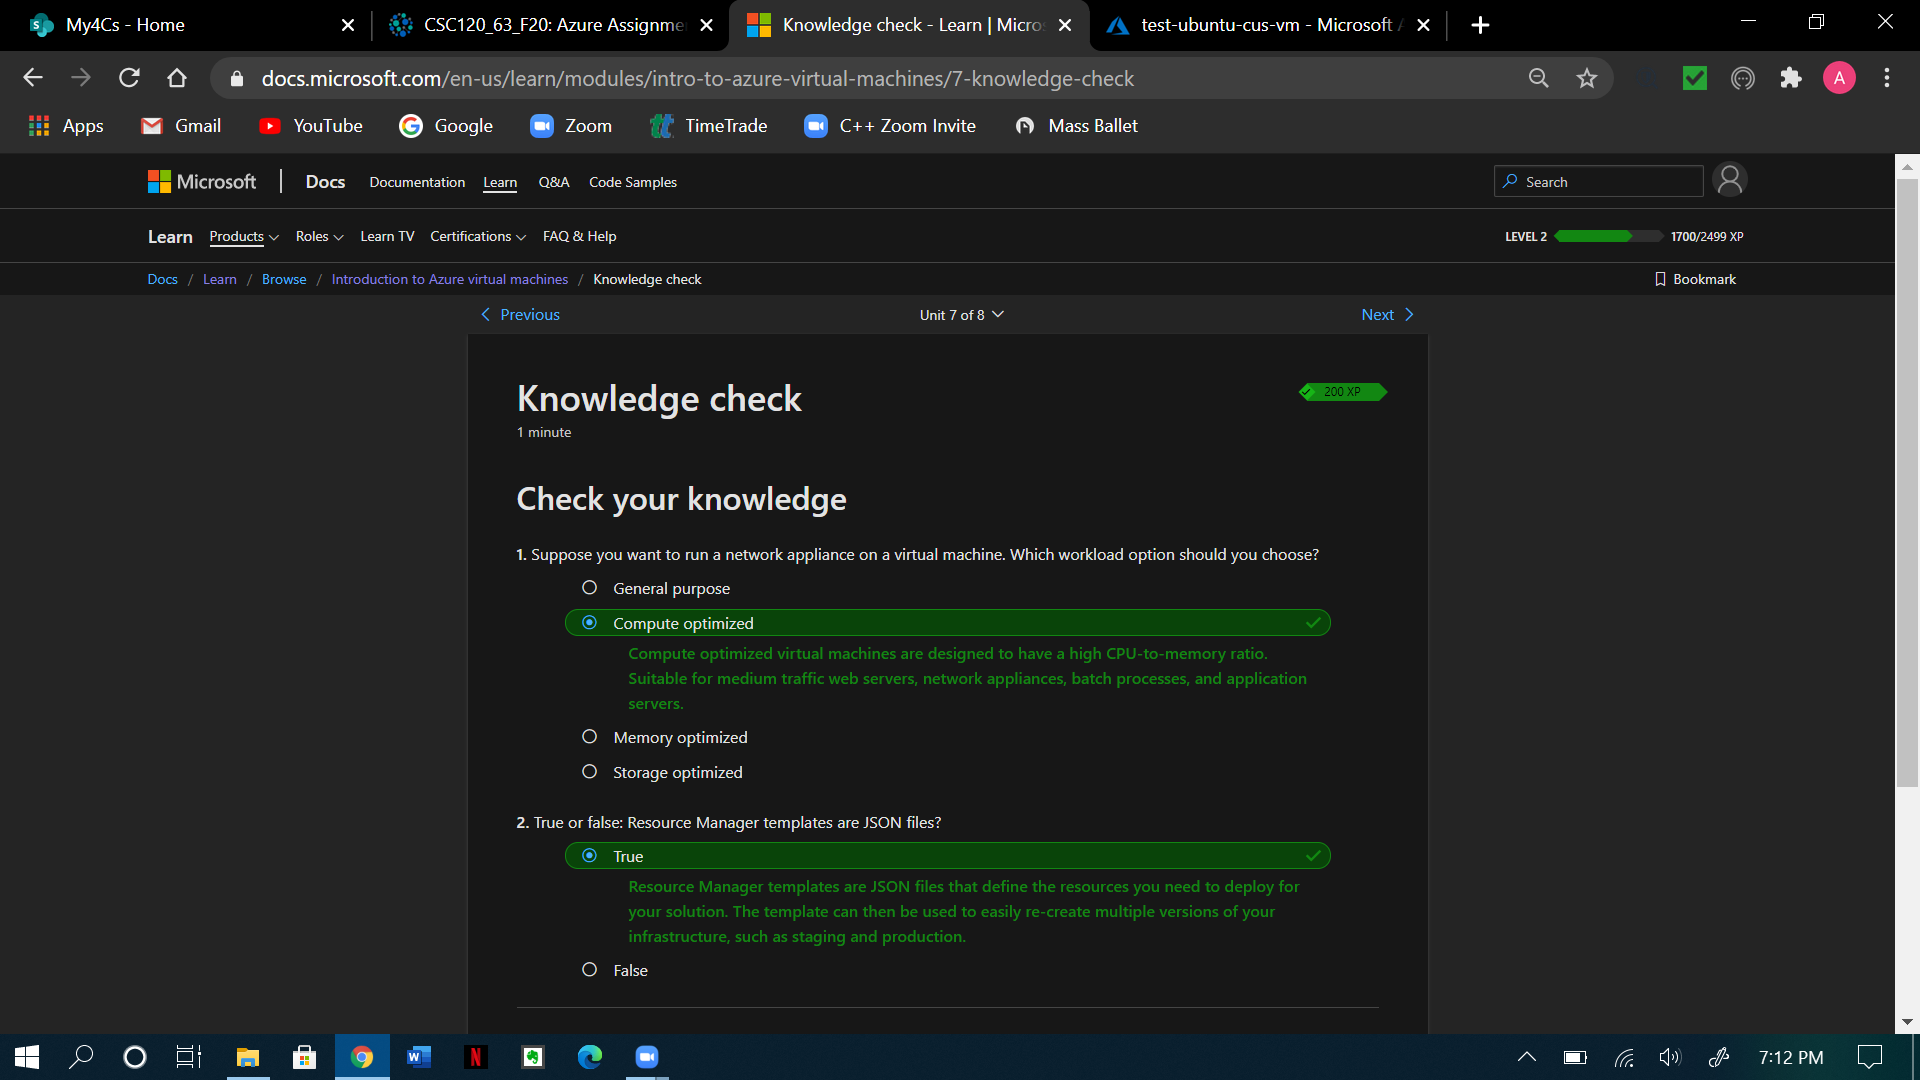 My4Cs - Home
CSC120_63_F20: Azure Assignme
Knowledge check - Learn | Micro
test-ubuntu-cus-vm - Microsoft A
docs.microsoft.com/en-us/learn/modules/intro-to-azure-virtual-machines/7-knowledge-check
A
Apps
Gmail
YouTube
Google
Zoom
TimeTrade
C++ Zoom Invite
Mass Ballet
Microsoft
Docs
Documentation
Learn
Q&A
Code Samples
Search
Learn
Products
Roles
Learn TV
Certifications
FAQ & Help
LEVEL 2
1700/2499 XP
Docs / Learn / Browse / Introduction to Azure virtual machines / Knowledge check
Bookmark
Previous
Unit 7 of 8
Next
Knowledge check
200 XP
1 minute
Check your knowledge
1. Suppose you want to run a network appliance on a virtual machine. Which workload option should you choose?
General purpose
Compute optimized
Compute optimized virtual machines are designed to have a high CPU-to-memory ratio.
Suitable for medium traffic web servers, network appliances, batch processes, and application
servers.
Memory optimized
Storage optimized
2. True or false: Resource Manager templates are JSON files?
True
Resource Manager templates are JSON files that define the resources you need to deploy for
your solution. The template can then be used to easily re-create multiple versions of your
infrastructure, such as staging and production.
False
7:12 PM